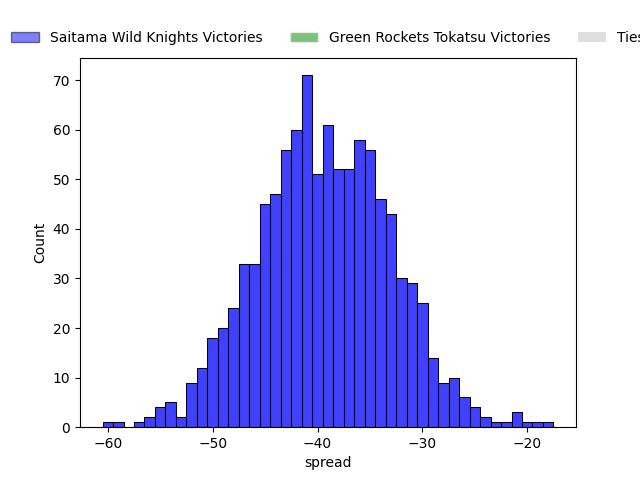 Saitama Wild Knights Victories Green Rockets Tokatsu Victories Ties
70
60
50
40
30
20
10
0
Count
−60 −50 −40 −30 −20
spread